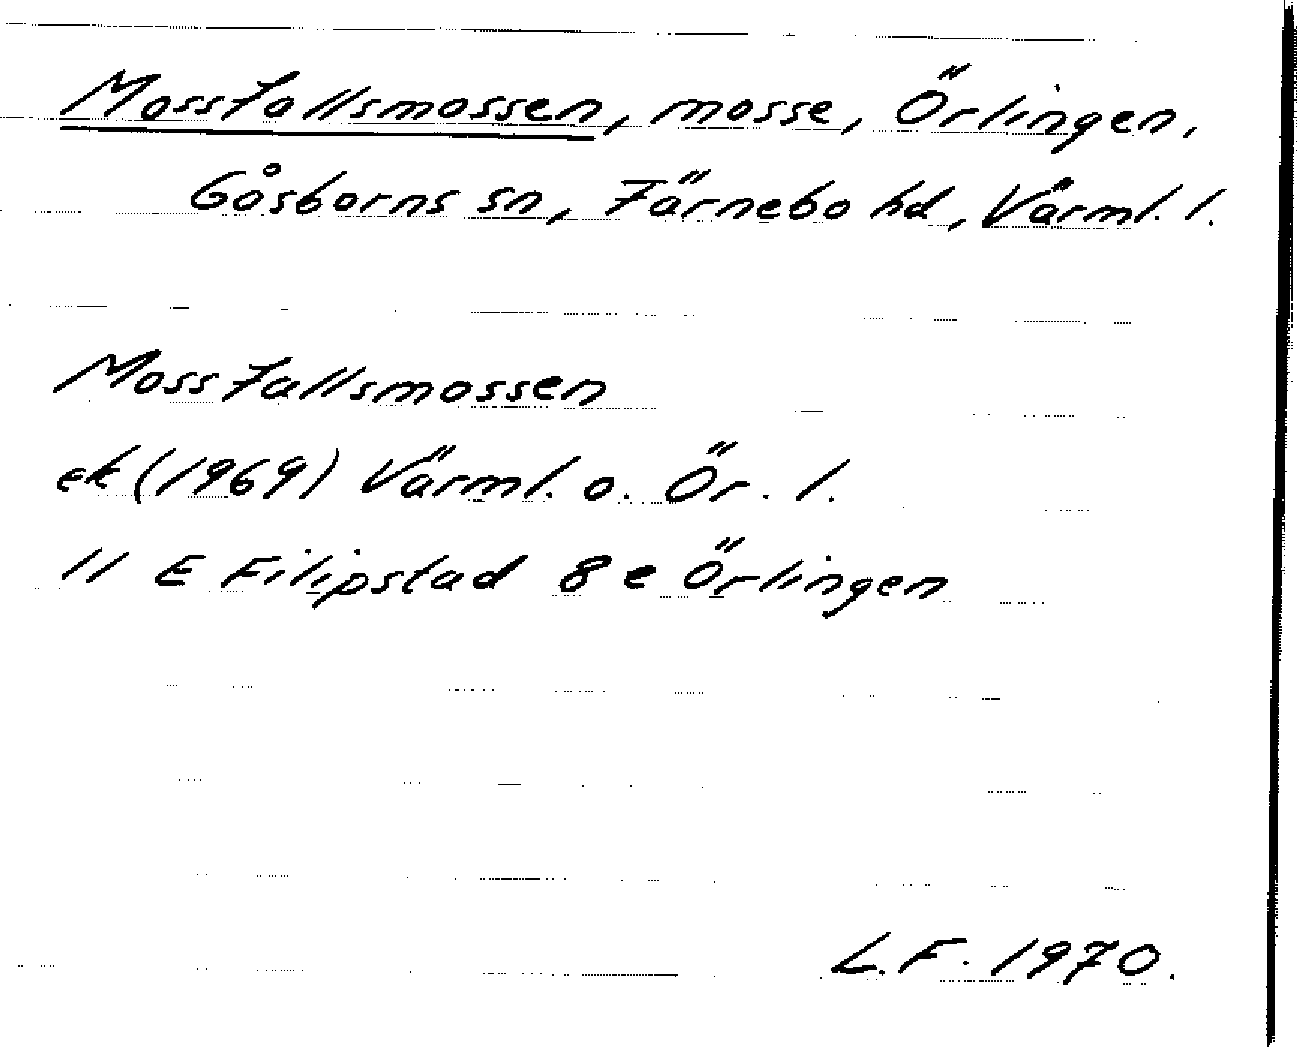 Mossfallsmossen, mosse, Örlingen,
Gåsborns sn, Färnebo hd, Värml. l.
Mossfallsmossen
ek (1969) Värml. o. Ör. l.
11 E Filipstad 8 e Örlingen
L.F. 1970.